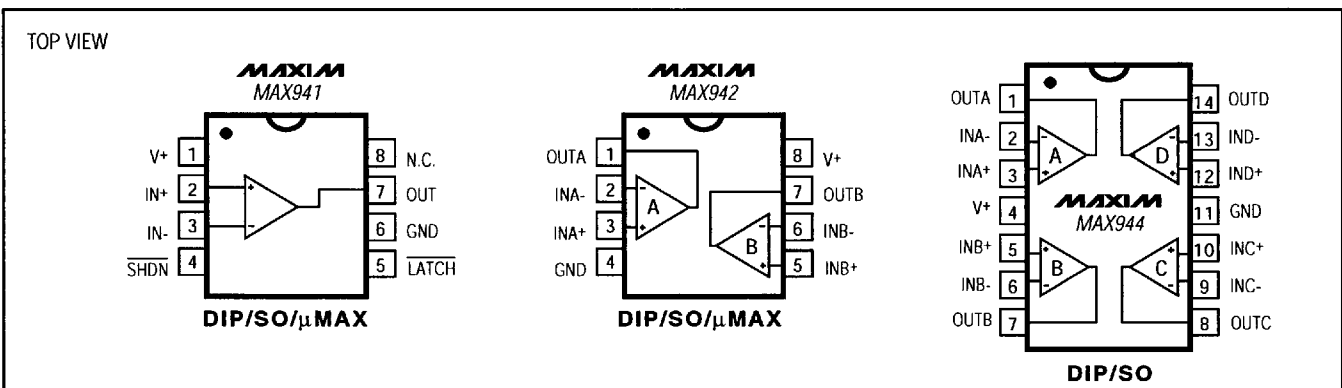 TOP VIEW
MAXIM
MAX941
V+ 1
IN+ 2
IN- 3
SHDN 4
8 N.C.
7 OUT
6 GND
5 LATCH
+
-
DIP/SO/μMAX
MAXIM
MAX942
OUTA 1
INA- 2
INA+ 3
GND 4
8 V+
7 OUTB
6 INB-
5 INB+
-
A
+
-
B
+
DIP/SO/μMAX
OUTA 1
INA- 2
INA+ 3
V+ 4
INB+ 5
INB- 6
OUTB 7
14 OUTD
13 IND-
12 IND+
11 GND
10 INC+
9 INC-
8 OUTC
-
A
+
-
D
+
MAXIM
MAX944
+
B
-
+
C
-
DIP/SO